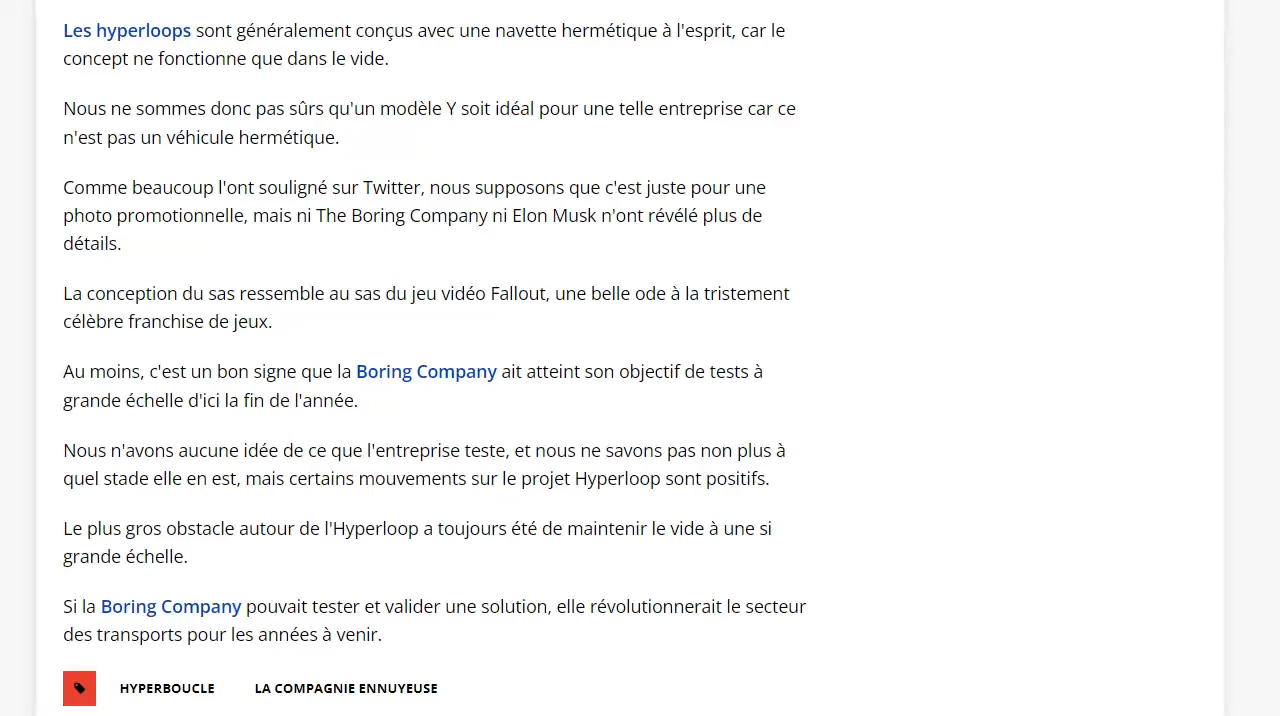 Les hyperloops sont généralement conçus avec une navette hermétique à l'esprit, car le
concept ne fonctionne que dans le vide.
Nous ne sommes donc pas sûrs qu'un modèle Y soit idéal pour une telle entreprise car ce
n'est pas un véhicule hermétique.
Comme beaucoup l'ont souligné sur Twitter, nous supposons que c'est juste pour une
photo promotionnelle, mais ni The Boring Company ni Elon Musk n'ont révélé plus de
détails.
La conception du sas ressemble au sas du jeu vidéo Fallout, une belle ode à la tristement
célèbre franchise de jeux.
Au moins, c'est un bon signe que la Boring Company ait atteint son objectif de tests à
grande échelle d'ici la fin de l'année.
Nous n'avons aucune idée de ce que l'entreprise teste, et nous ne savons pas non plus à
quel stade elle en est, mais certains mouvements sur le projet Hyperloop sont positifs.
Le plus gros obstacle autour de l'Hyperloop a toujours été de maintenir le vide à une si
grande échelle.
Si la Boring Company pouvait tester et valider une solution, elle révolutionnerait le secteur
des transports pour les années à venir.
HYPERBOUCLE LA COMPAGNIE ENNUYEUSE